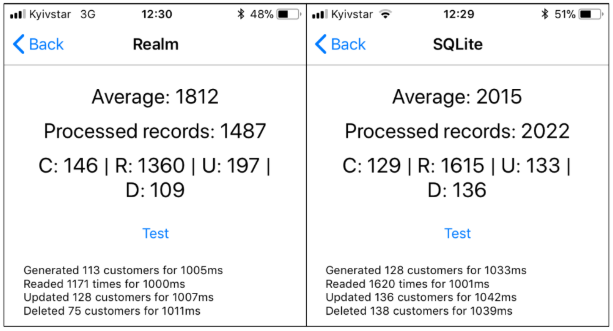 Kyivstar 3G 12:30 48%
Back Realm
Average: 1812
Processed records: 1487
C: 146 | R: 1360 | U: 197 |
D: 109
Test
Generated 113 customers for 1005ms
Readed 1171 times for 1000ms
Updated 128 customers for 1007ms
Deleted 75 customers for 1011ms
Kyivstar 12:29 51%
Back SQLite
Average: 2015
Processed records: 2022
C: 129 | R: 1615 | U: 133 |
D: 136
Test
Generated 128 customers for 1033ms
Readed 1620 times for 1001ms
Updated 136 customers for 1042ms
Deleted 138 customers for 1039ms